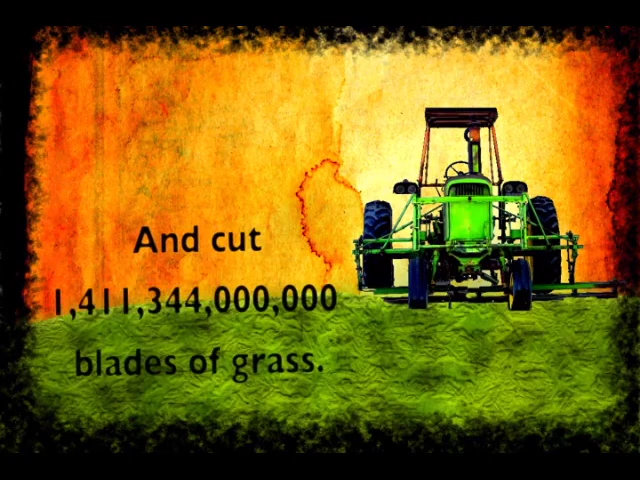 And cut
1,411,344,000,000
blades of grass.